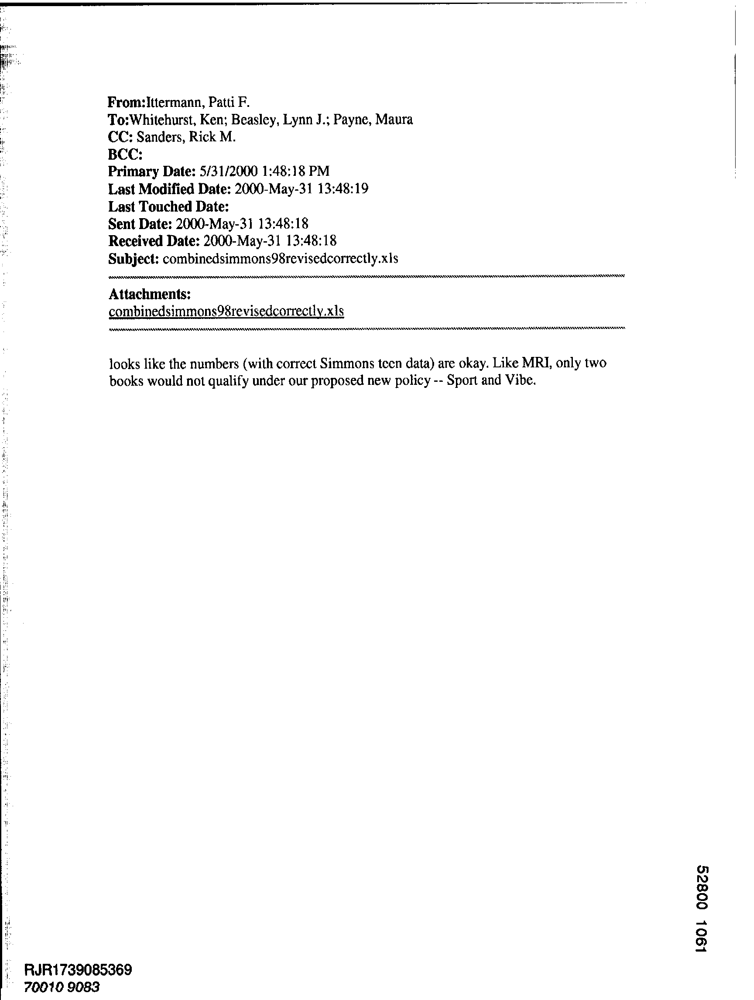 From:Ittermann, Patti F.
To:Whitehurst, Ken; Beasley, Lynn J.; Payne, Maura
CC: Sanders, Rick M.
BCC:
Primary Date: 5/31/2000 1:48:18 PM
Last Modified Date: 2000-May-31 13:48:19
Last Touched Date:
Sent Date: 2000-May-31 13:48:18
Received Date: 2000-May-31 13:48:18
Subject: combinedsimmons98revisedcorrectly.xls
Attachments:
combinedsimmons98revisedcorrectly.xls
looks like the numbers (with correct Simmons teen data) are okay. Like MRI, only two
books would not qualify under our proposed new policy -- Sport and Vibe.
52800 1061
RJR1739085369
70010 9083